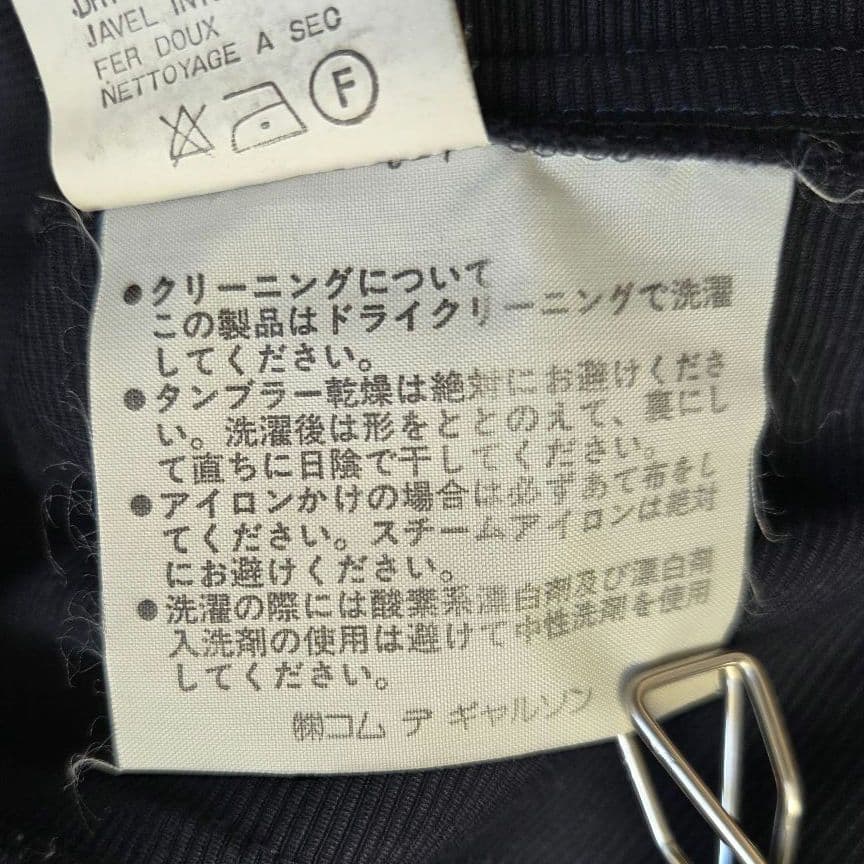 JAVEL INT
FER DOUX
NETTOYAGE A SEC
F
●クリーニングについて
この製品はドライクリーニングで洗濯
してください。
●タンブラー乾燥は絶対にお避けくださ
い。洗濯後は形をととのえて、裏にし
て直ちに日陰で干してください。
●アイロンかけの場合は必ずあて布をし
てください。スチームアイロンは絶対
にお避けください。
●洗濯の際には酸素系漂白剤及び漂白剤
入洗剤の使用は避けて中性洗剤を使用
してください。
㈱コム デ ギャルソン